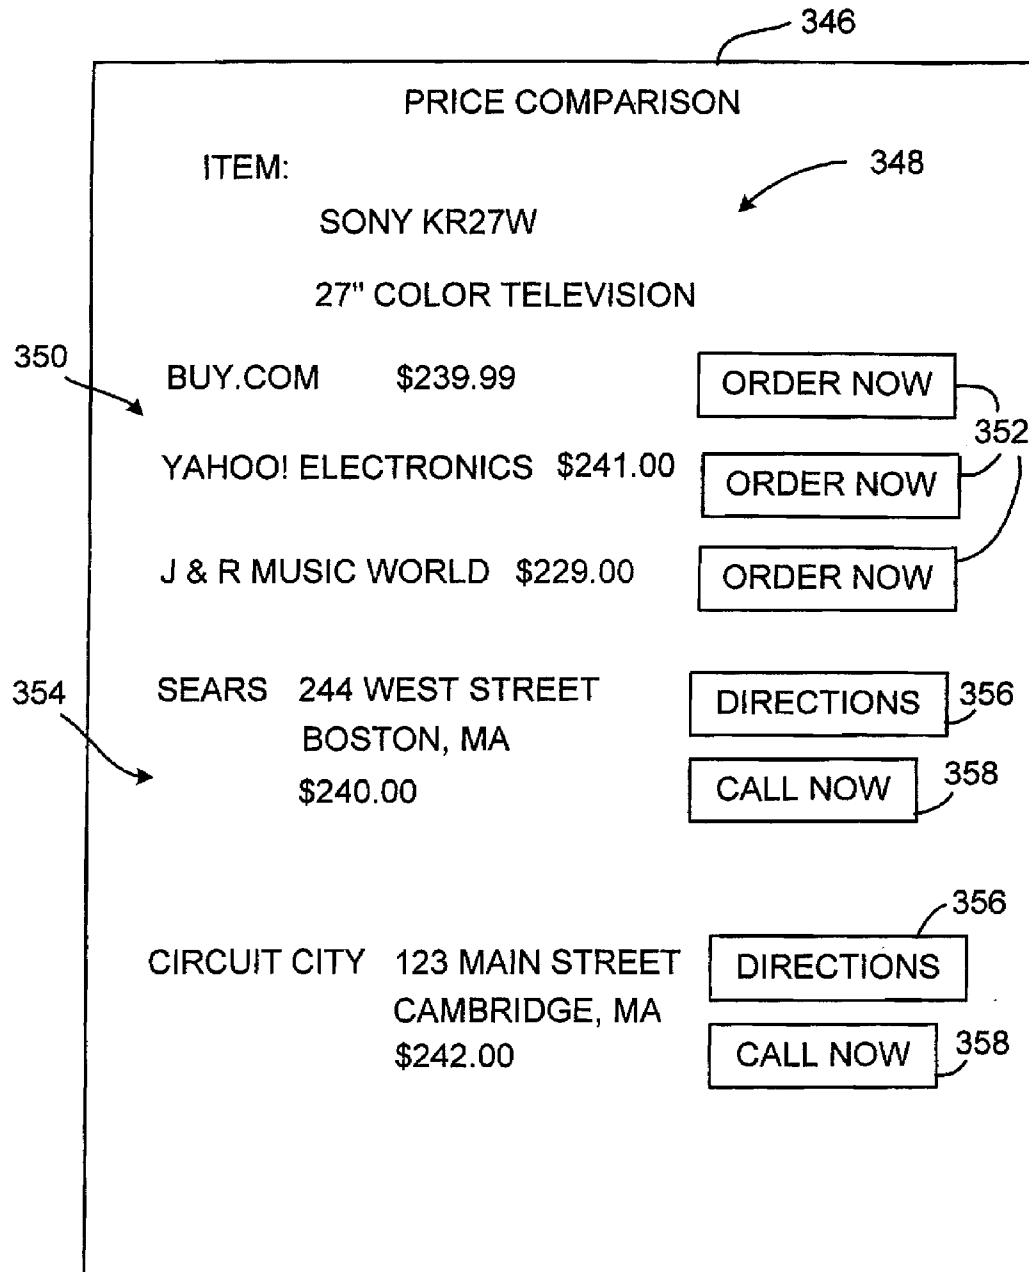 346
PRICE COMPARISON
ITEM:
348
SONY KR27W
27" COLOR TELEVISION
350
BUY.COM $239.99 ORDER NOW
352
YAHOO! ELECTRONICS $241.00 ORDER NOW
J & R MUSIC WORLD $229.00 ORDER NOW
354
SEARS 244 WEST STREET DIRECTIONS 356
BOSTON, MA
$240.00 CALL NOW 358
356
CIRCUIT CITY 123 MAIN STREET DIRECTIONS
CAMBRIDGE, MA
$242.00 CALL NOW 358